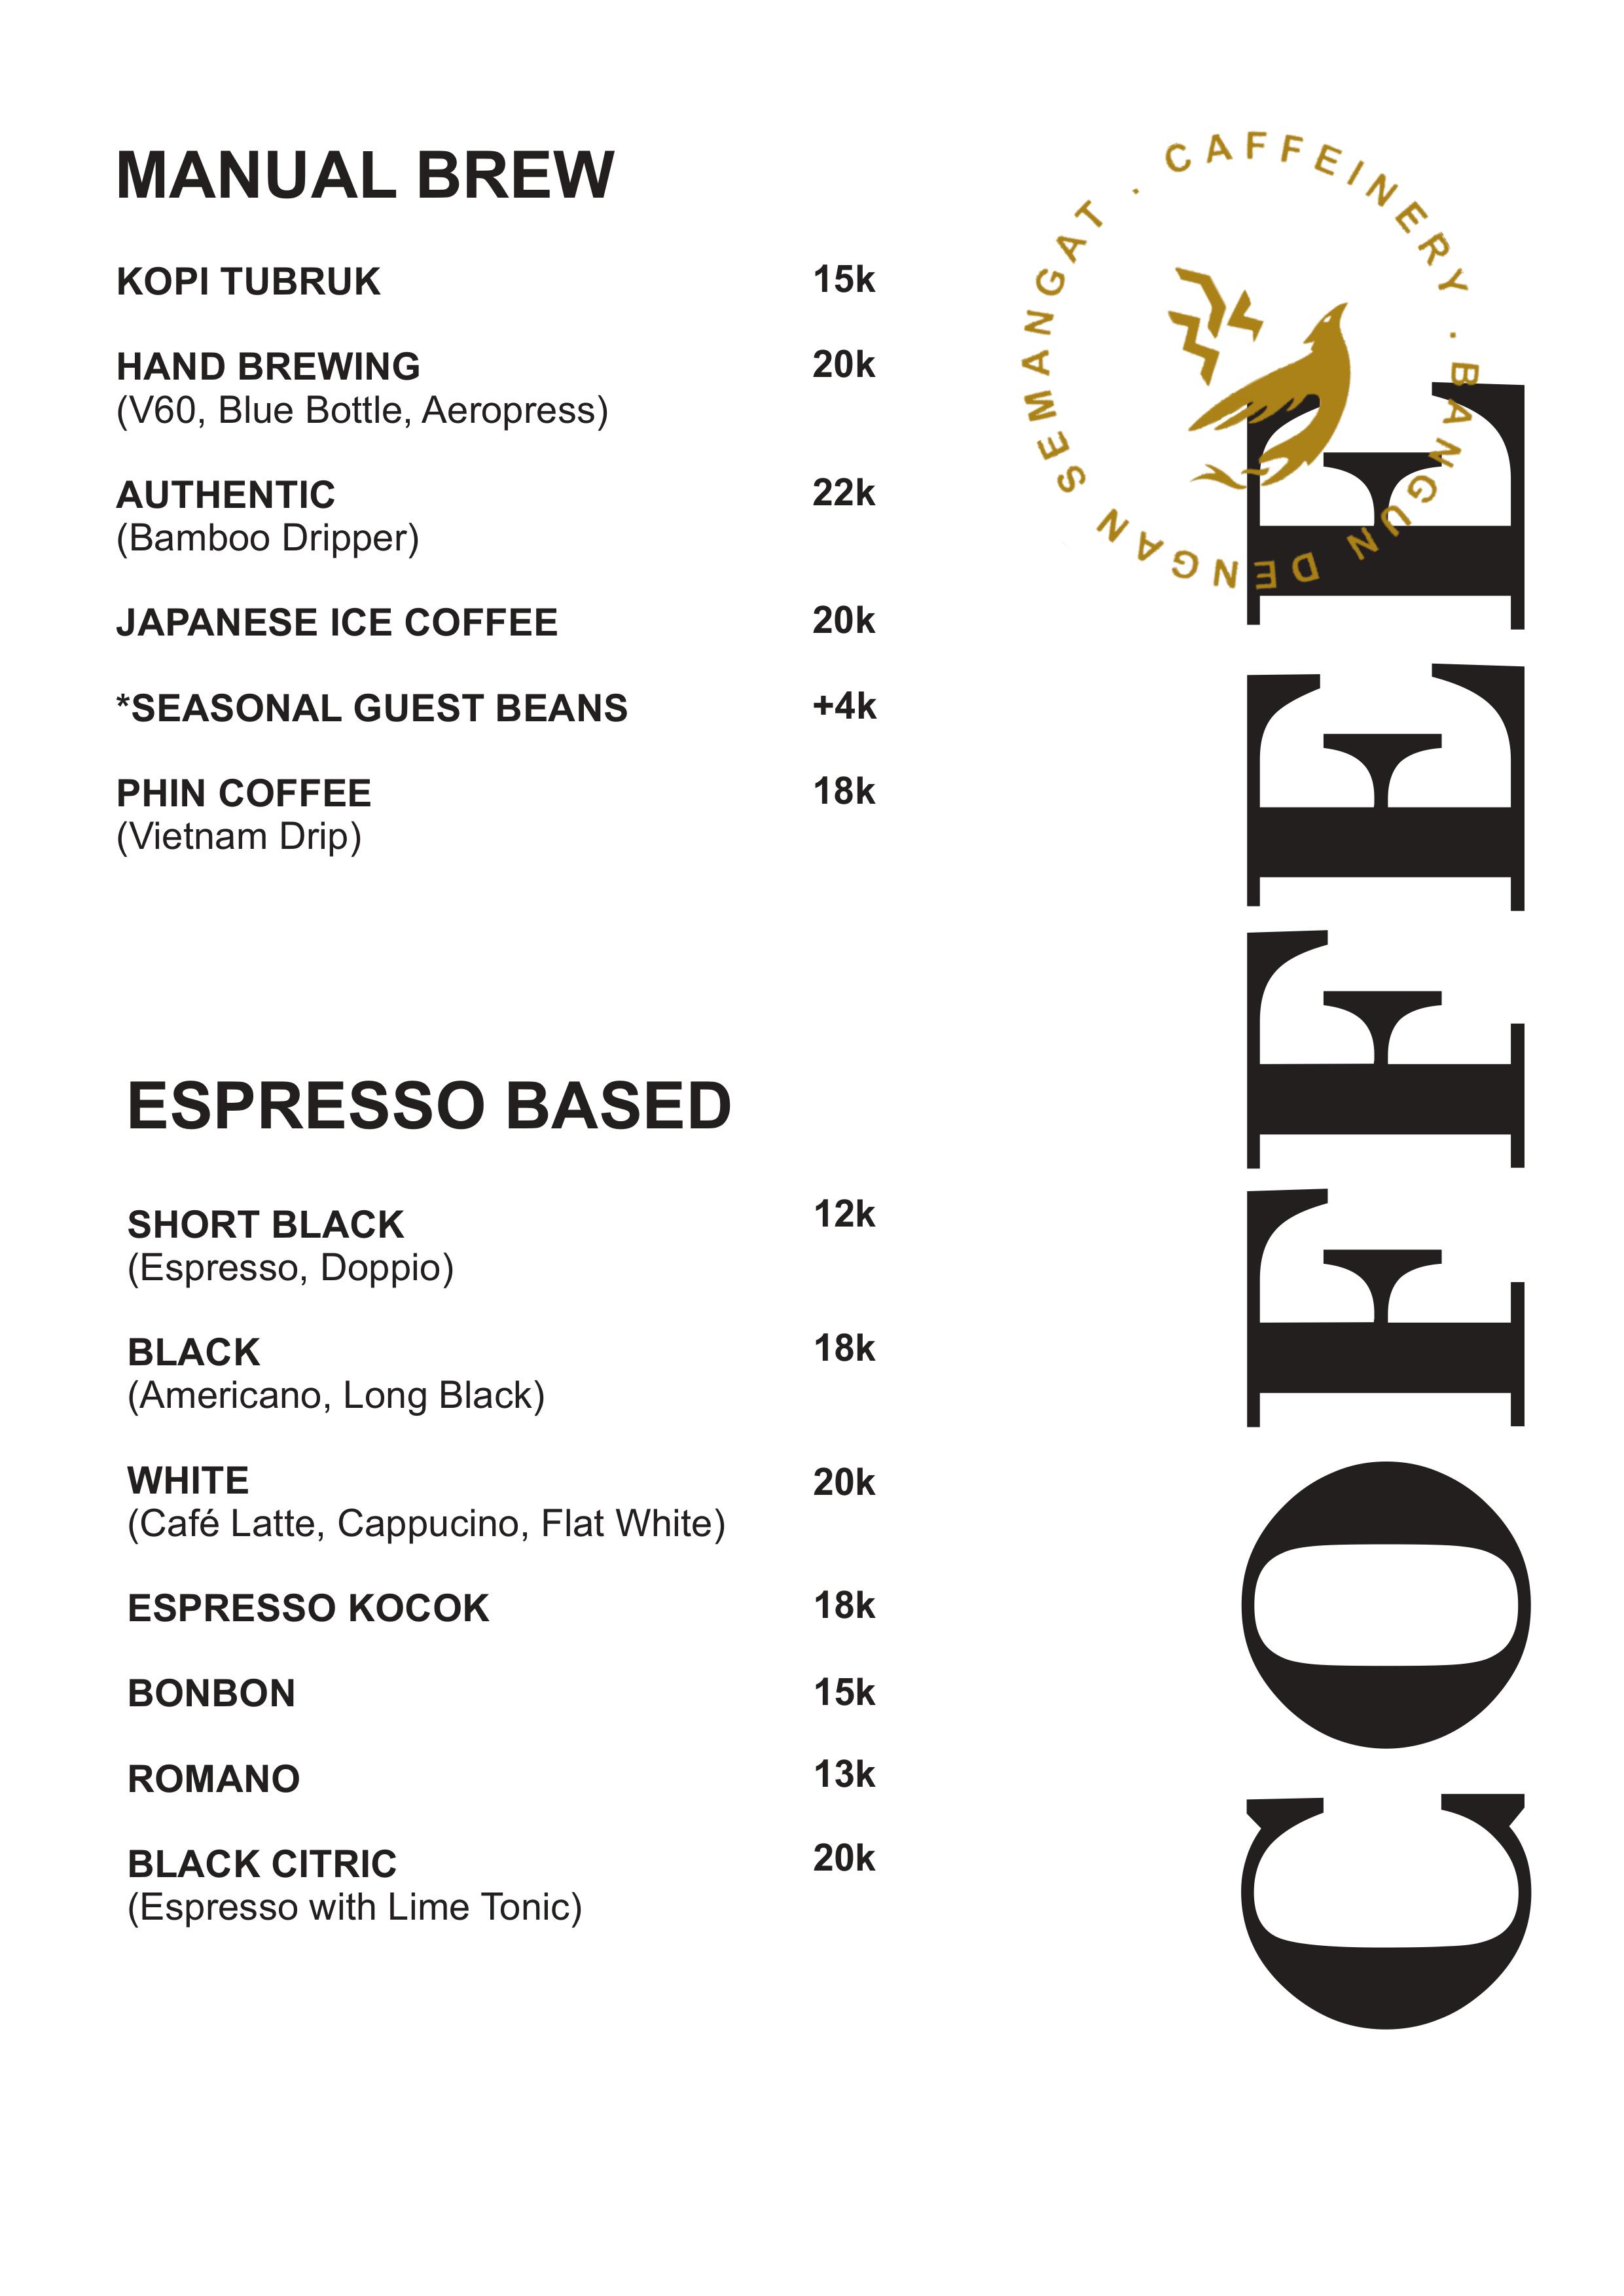 MANUAL BREW
KOPI TUBRUK 15k
HAND BREWING 20k
(V60, Blue Bottle, Aeropress)
AUTHENTIC 22k
(Bamboo Dripper)
JAPANESE ICE COFFEE 20k
*SEASONAL GUEST BEANS +4k
PHIN COFFEE 18k
(Vietnam Drip)
ESPRESSO BASED
SHORT BLACK 12k
(Espresso, Doppio)
BLACK 18k
(Americano, Long Black)
WHITE 20k
(Café Latte, Cappucino, Flat White)
ESPRESSO KOCOK 18k
BONBON 15k
ROMANO 13k
BLACK CITRIC 20k
(Espresso with Lime Tonic)
CAFFEINERY · BANGUN DENGAN SEMANGAT ·
COFFEE